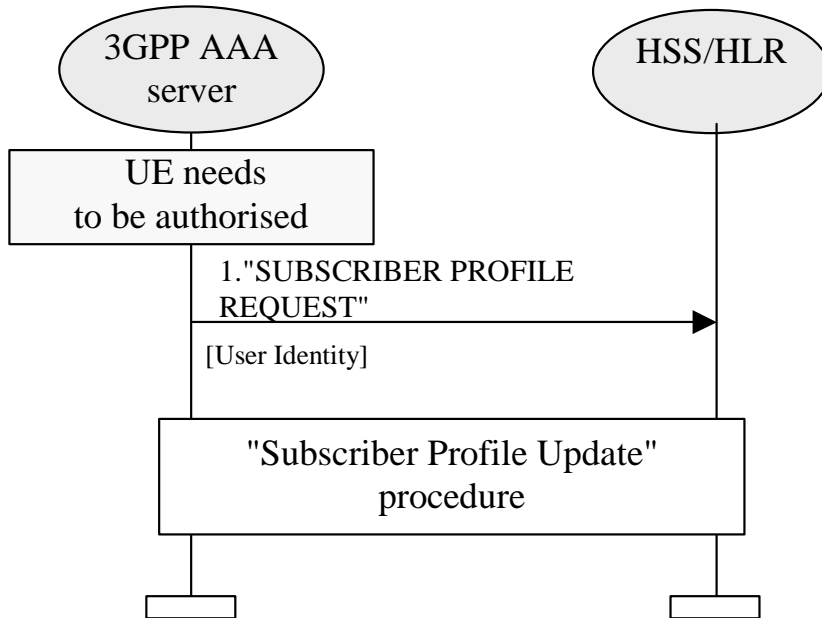 3GPP AAA
server
HSS/HLR
UE needs
to be authorised
1."SUBSCRIBER PROFILE
REQUEST"
[User Identity]
"Subscriber Profile Update"
procedure